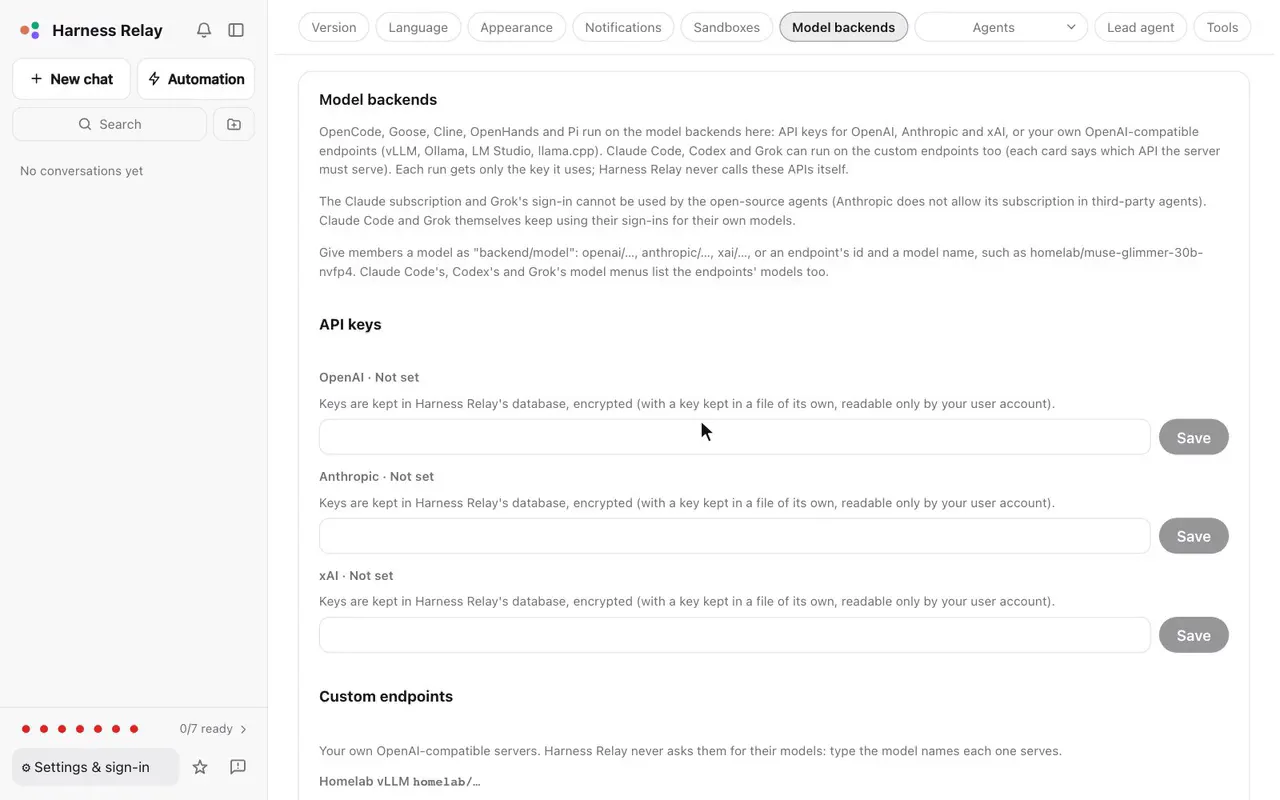 Harness Relay
+ New chat
Automation
Search
No conversations yet
0/7 ready
Settings & sign-in
Version
Language
Appearance
Notifications
Sandboxes
Model backends
Agents
Lead agent
Tools
Model backends
OpenCode, Goose, Cline, OpenHands and Pi run on the model backends here: API keys for OpenAI, Anthropic and xAI, or your own OpenAI-compatible
endpoints (vLLM, Ollama, LM Studio, llama.cpp). Claude Code, Codex and Grok can run on the custom endpoints too (each card says which API the server
must serve). Each run gets only the key it uses; Harness Relay never calls these APIs itself.
The Claude subscription and Grok's sign-in cannot be used by the open-source agents (Anthropic does not allow its subscription in third-party agents).
Claude Code and Grok themselves keep using their sign-ins for their own models.
Give members a model as "backend/model": openai/…, anthropic/…, xai/…, or an endpoint's id and a model name, such as homelab/muse-glimmer-30b-
nvfp4. Claude Code's, Codex's and Grok's model menus list the endpoints' models too.
API keys
OpenAI · Not set
Keys are kept in Harness Relay's database, encrypted (with a key kept in a file of its own, readable only by your user account).
Save
Anthropic · Not set
Keys are kept in Harness Relay's database, encrypted (with a key kept in a file of its own, readable only by your user account).
Save
xAI · Not set
Keys are kept in Harness Relay's database, encrypted (with a key kept in a file of its own, readable only by your user account).
Save
Custom endpoints
Your own OpenAI-compatible servers. Harness Relay never asks them for their models: type the model names each one serves.
Homelab vLLM homelab/…